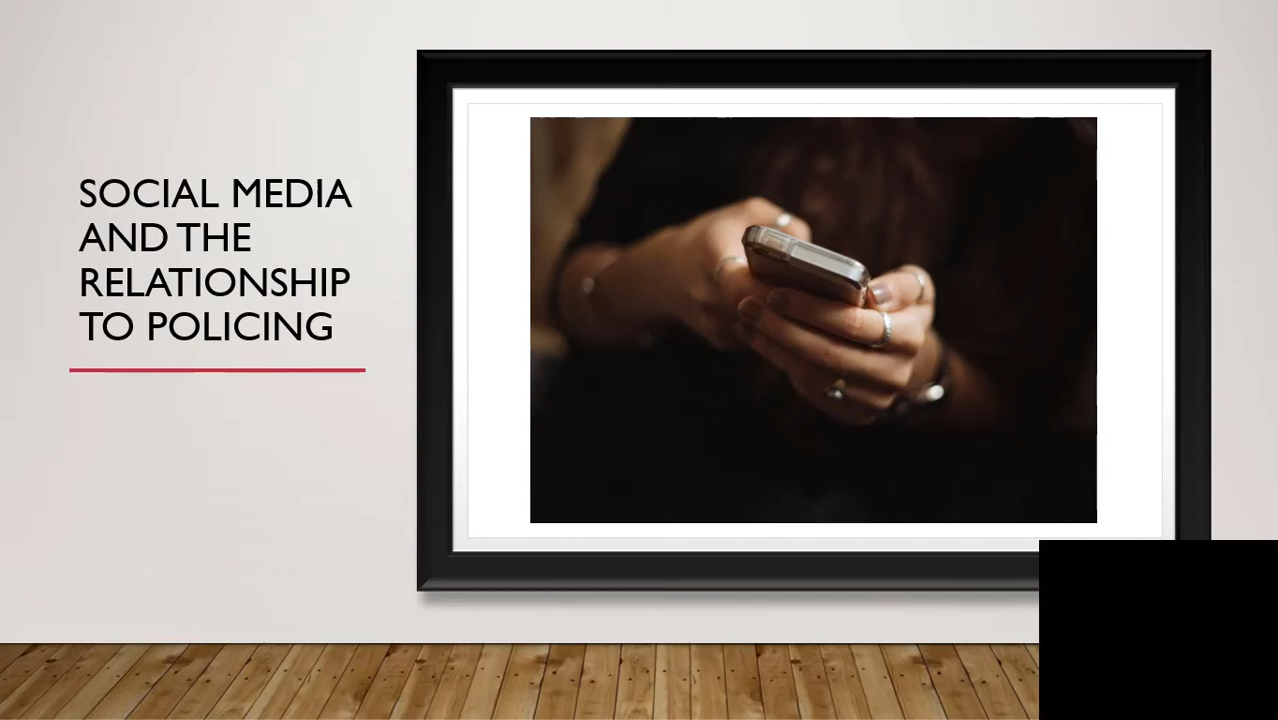 SOCIAL MEDIA
AND THE
RELATIONSHIP
TO POLICING